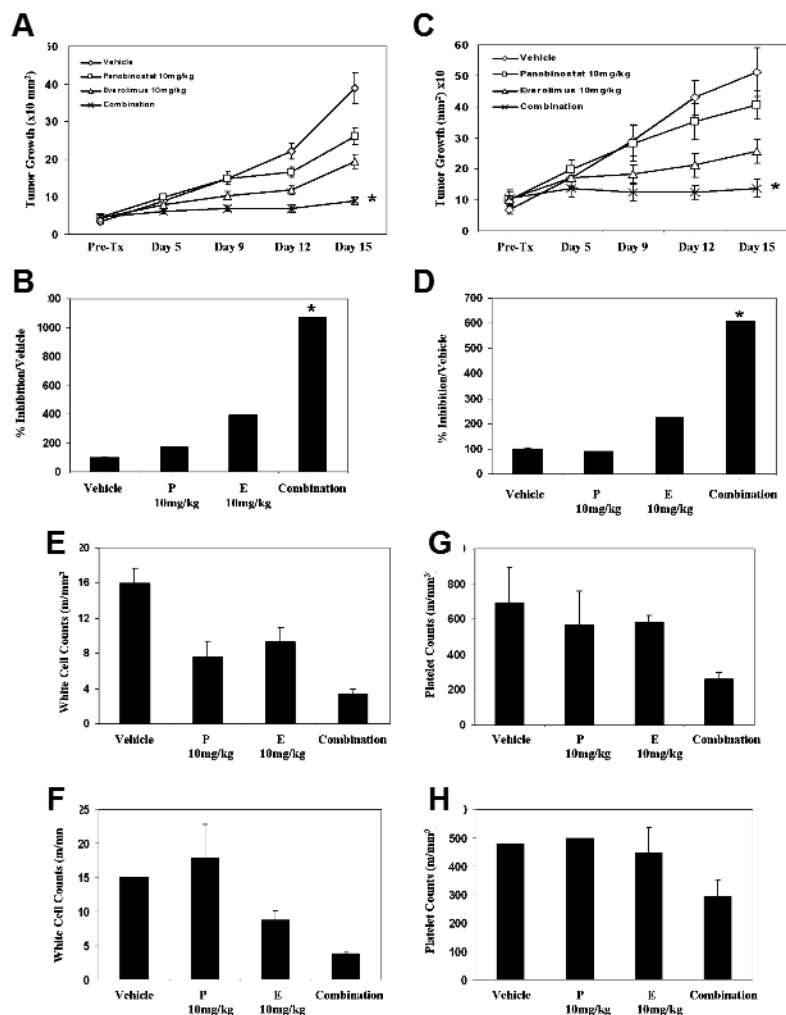 A
Tumor Growth (x10 mm²)
50
40
30
20
10
0
Vehicle
Panobinostat 10mg/kg
Everolimus 10mg/kg
Combination
*
Pre-Tx Day 5 Day 9 Day 12 Day 15
C
Tumor Growth (mm²) x10
60
50
40
30
20
10
0
Vehicle
Panobinostat 10mg/kg
Everolimus 10mg/kg
Combination
*
Pre-Tx Day 5 Day 9 Day 12 Day 15
B
% Inhibition/Vehicle
:00
1000
800
600
400
200
0
*
Vehicle P E Combination
10mg/kg 10mg/kg
D
% Inhibition/Vehicle
700
600
500
400
300
200
100
0
*
Vehicle P E Combination
10mg/kg 10mg/kg
E
White Cell Counts (m/mm³
16
12
8
4
0
Vehicle P E Combination
10mg/kg 10mg/kg
G
Platelet Counts (m/mm³
0
800
600
400
200
0
Vehicle P E Combination
10mg/kg 10mg/kg
F
White Cell Counts (m/mn
25
20
15
10
5
0
Vehicle P E Combination
10mg/kg 10mg/kg
H
Platelet Counts (m/mm³
0
500
400
300
200
100
0
Vehicle P E Combination
10mg/kg 10mg/kg